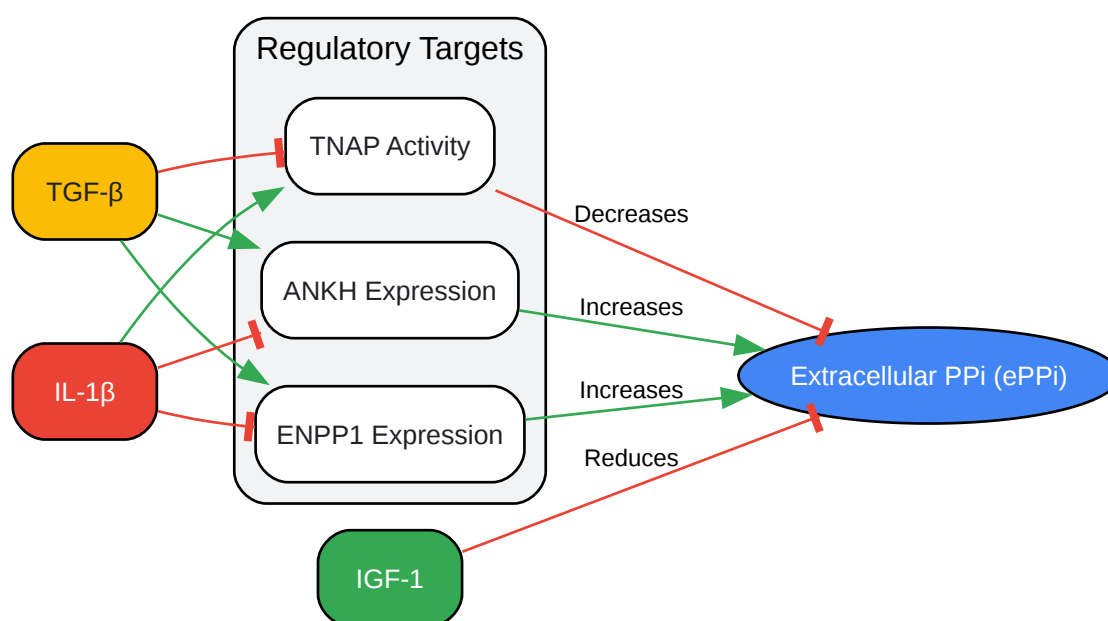 Regulatory Targets
TNAP Activity
TGF-β
Decreases
ANKH Expression
Increases
IL-1β
Extracellular PPi (ePPi)
Increases
ENPP1 Expression
Reduces
IGF-1